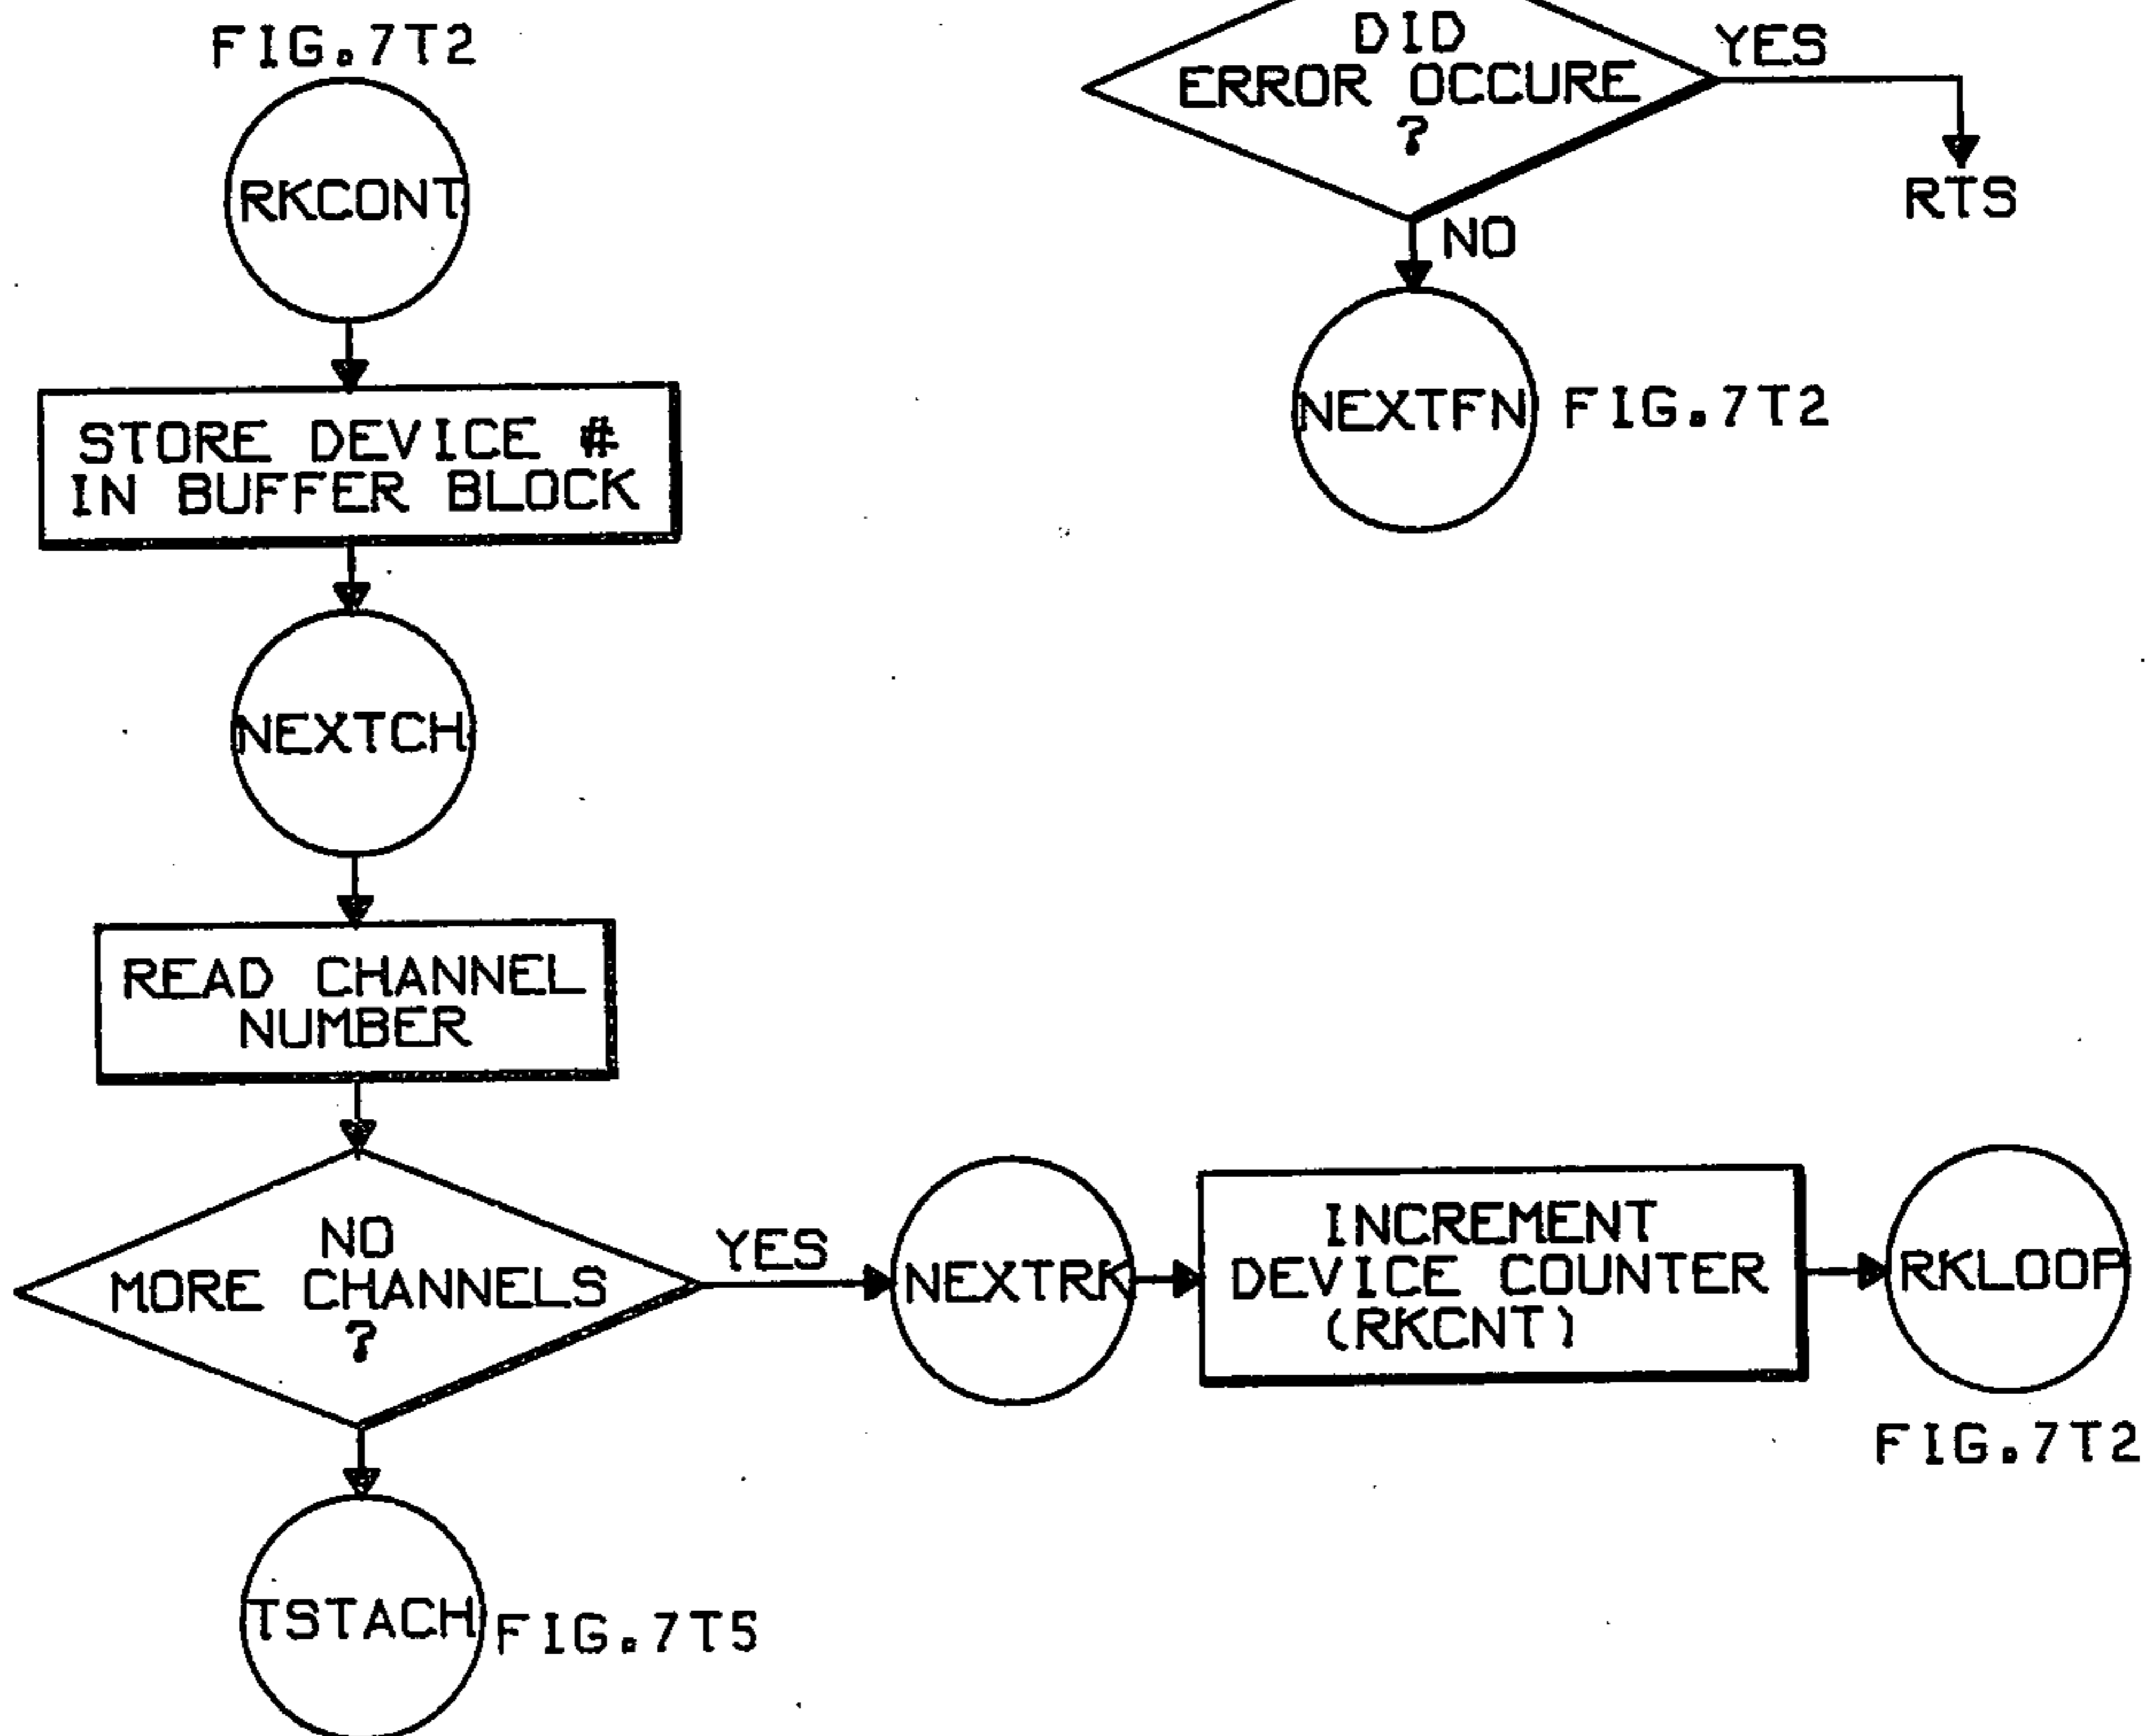 FIG.7T2
RKCONT
STORE DEVICE #
IN BUFFER BLOCK
NEXTCH
READ CHANNEL
NUMBER
NO
MORE CHANNELS
?
YES
NEXTRK
INCREMENT
DEVICE COUNTER
(RKCNT)
RKLOOP
FIG.7T2
TSTACH
FIG.7T5
DID
ERROR OCCURE
?
YES
RTS
NO
NEXTFN
FIG.7T2